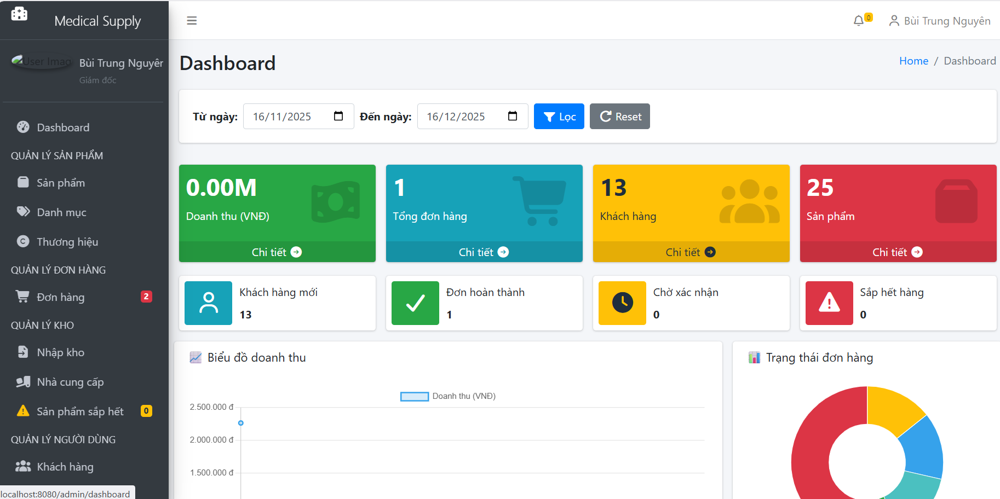 Medical Supply
0
Bùi Trung Nguyên
User Imag
Bùi Trung Nguyên
Giám đốc
Dashboard
QUẢN LÝ SẢN PHẨM
Sản phẩm
Danh mục
Thương hiệu
QUẢN LÝ ĐƠN HÀNG
Đơn hàng 2
QUẢN LÝ KHO
Nhập kho
Nhà cung cấp
Sản phẩm sắp hết 0
QUẢN LÝ NGƯỜI DÙNG
Khách hàng
localhost:8080/admin/dashboard
Dashboard
Home / Dashboard
Từ ngày: 16/11/2025 Đến ngày: 16/12/2025 Lọc Reset
0.00M
Doanh thu (VNĐ)
Chi tiết
1
Tổng đơn hàng
Chi tiết
13
Khách hàng
Chi tiết
25
Sản phẩm
Chi tiết
Khách hàng mới
13
Đơn hoàn thành
1
Chờ xác nhận
0
Sắp hết hàng
0
Biểu đồ doanh thu
Doanh thu (VNĐ)
2.500.000 đ
2.000.000 đ
1.500.000 đ
Trạng thái đơn hàng